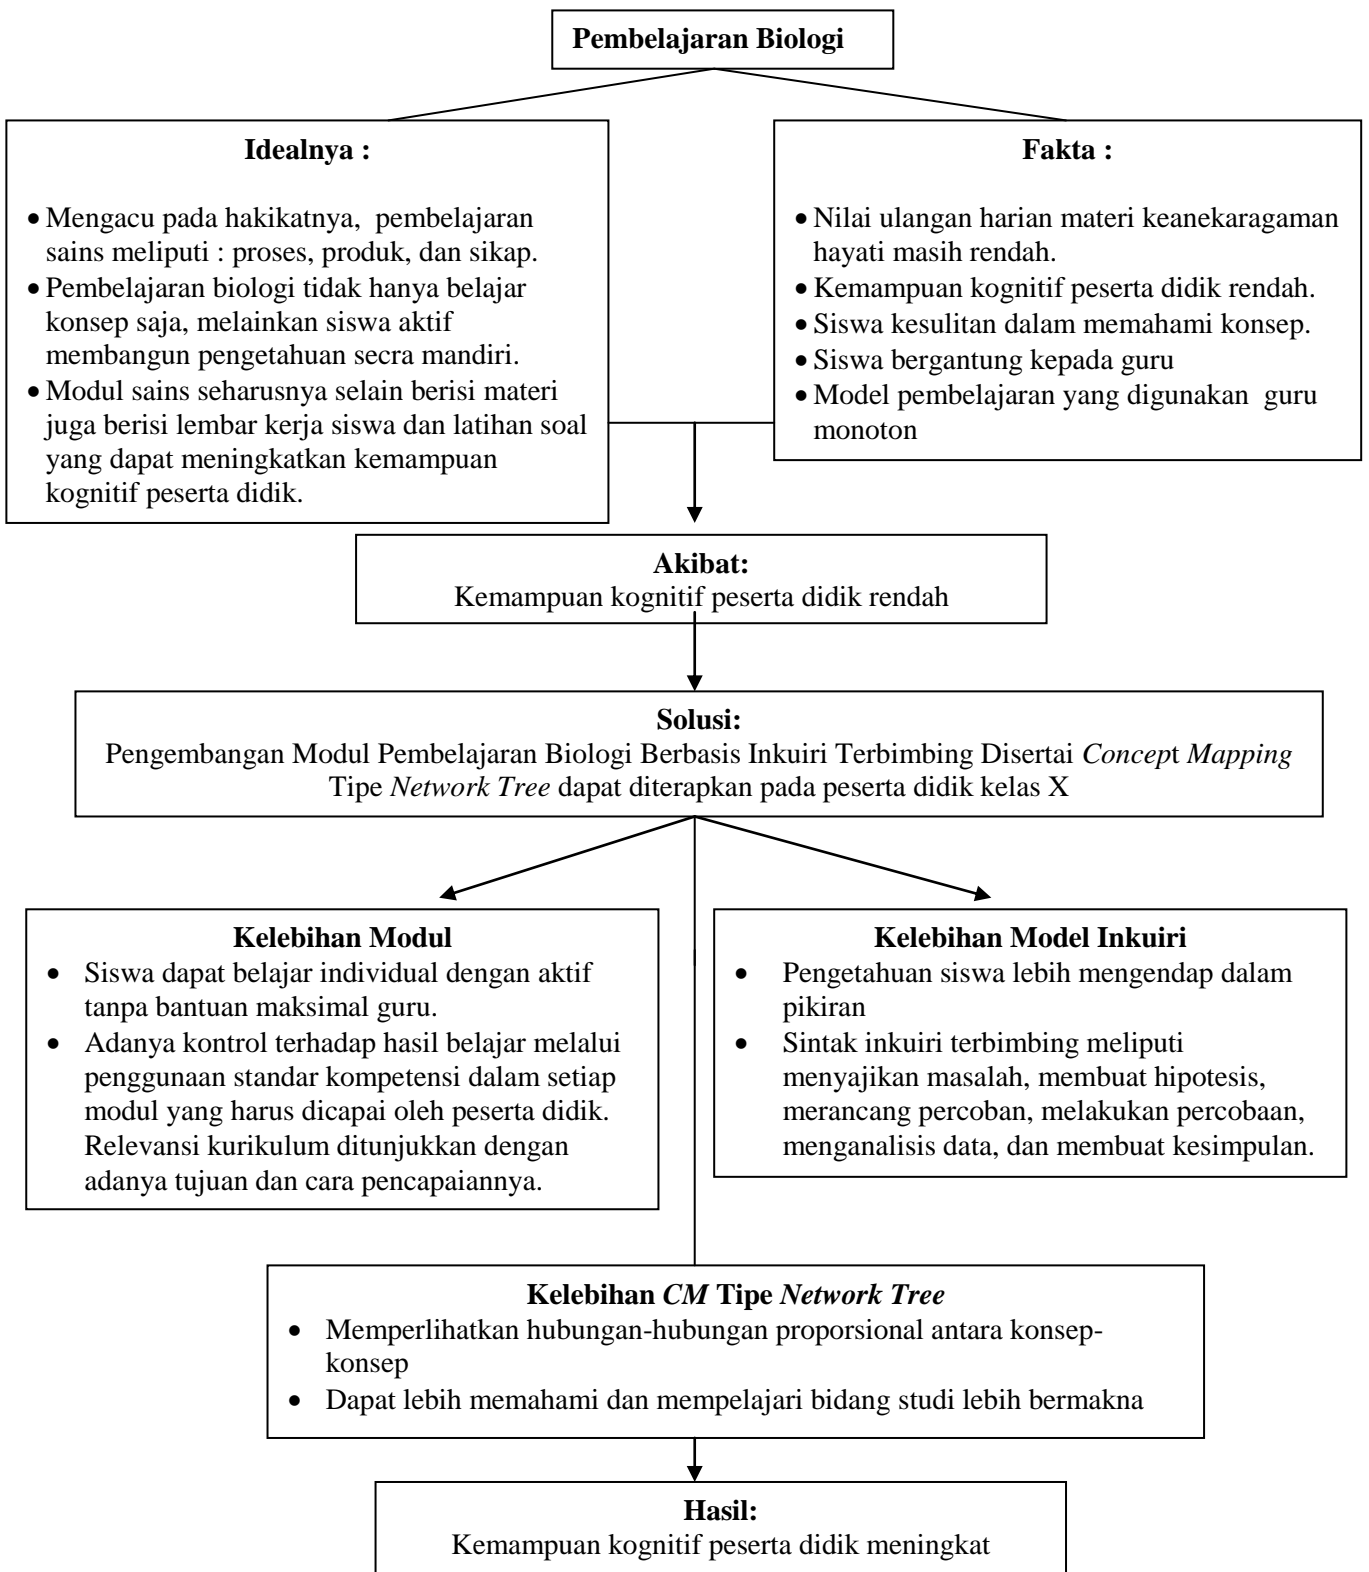 Pembelajaran Biologi
Idealnya :
• Mengacu pada hakikatnya, pembelajaran
sains meliputi : proses, produk, dan sikap.
• Pembelajaran biologi tidak hanya belajar
konsep saja, melainkan siswa aktif
membangun pengetahuan secra mandiri.
• Modul sains seharusnya selain berisi materi
juga berisi lembar kerja siswa dan latihan soal
yang dapat meningkatkan kemampuan
kognitif peserta didik.
Fakta :
• Nilai ulangan harian materi keanekaragaman
hayati masih rendah.
• Kemampuan kognitif peserta didik rendah.
• Siswa kesulitan dalam memahami konsep.
• Siswa bergantung kepada guru
• Model pembelajaran yang digunakan guru
monoton
Akibat:
Kemampuan kognitif peserta didik rendah
Solusi:
Pengembangan Modul Pembelajaran Biologi Berbasis Inkuiri Terbimbing Disertai Concept Mapping
Tipe Network Tree dapat diterapkan pada peserta didik kelas X
Kelebihan Modul
• Siswa dapat belajar individual dengan aktif
tanpa bantuan maksimal guru.
• Adanya kontrol terhadap hasil belajar melalui
penggunaan standar kompetensi dalam setiap
modul yang harus dicapai oleh peserta didik.
Relevansi kurikulum ditunjukkan dengan
adanya tujuan dan cara pencapaiannya.
Kelebihan Model Inkuiri
• Pengetahuan siswa lebih mengendap dalam
pikiran
• Sintak inkuiri terbimbing meliputi
menyajikan masalah, membuat hipotesis,
merancang percoban, melakukan percobaan,
menganalisis data, dan membuat kesimpulan.
Kelebihan CM Tipe Network Tree
• Memperlihatkan hubungan-hubungan proporsional antara konsep-
konsep
• Dapat lebih memahami dan mempelajari bidang studi lebih bermakna
Hasil:
Kemampuan kognitif peserta didik meningkat